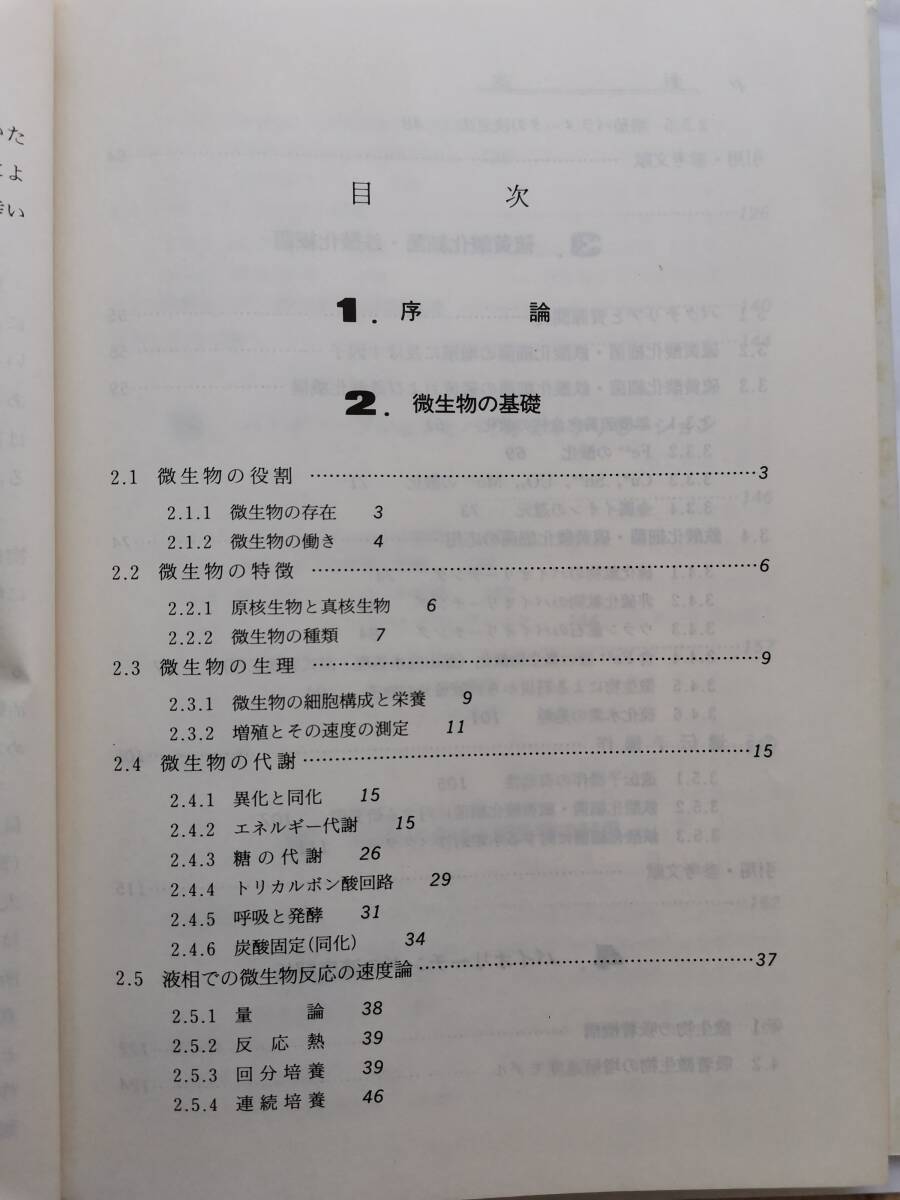 目次
1. 序論
2. 微生物の基礎
2.1 微生物の役割 3
2.1.1 微生物の存在 3
2.1.2 微生物の働き 4
2.2 微生物の特徴 6
2.2.1 原核生物と真核生物 6
2.2.2 微生物の種類 7
2.3 微生物の生理 9
2.3.1 微生物の細胞構成と栄養 9
2.3.2 増殖とその速度の測定 11
2.4 微生物の代謝 15
2.4.1 異化と同化 15
2.4.2 エネルギー代謝 15
2.4.3 糖の代謝 26
2.4.4 トリカルボン酸回路 29
2.4.5 呼吸と発酵 31
2.4.6 炭酸固定(同化) 34
2.5 液相での微生物反応の速度論 37
2.5.1 量論 38
2.5.2 反応熱 39
2.5.3 回分培養 39
2.5.4 連続培養 46